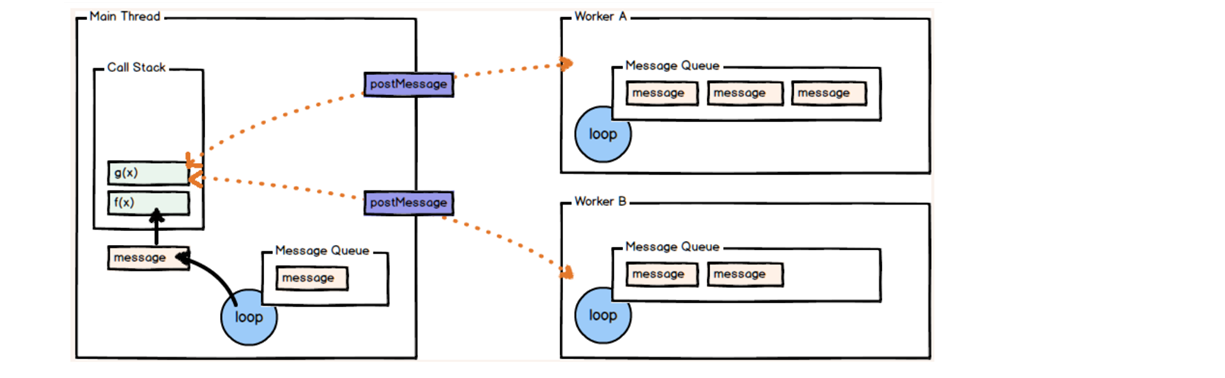 Main Thread
Call Stack
g(x)
f(x)
message
loop
Message Queue
message
postMessage
postMessage
Worker A
Message Queue
message message message
loop
Worker B
Message Queue
message message
loop